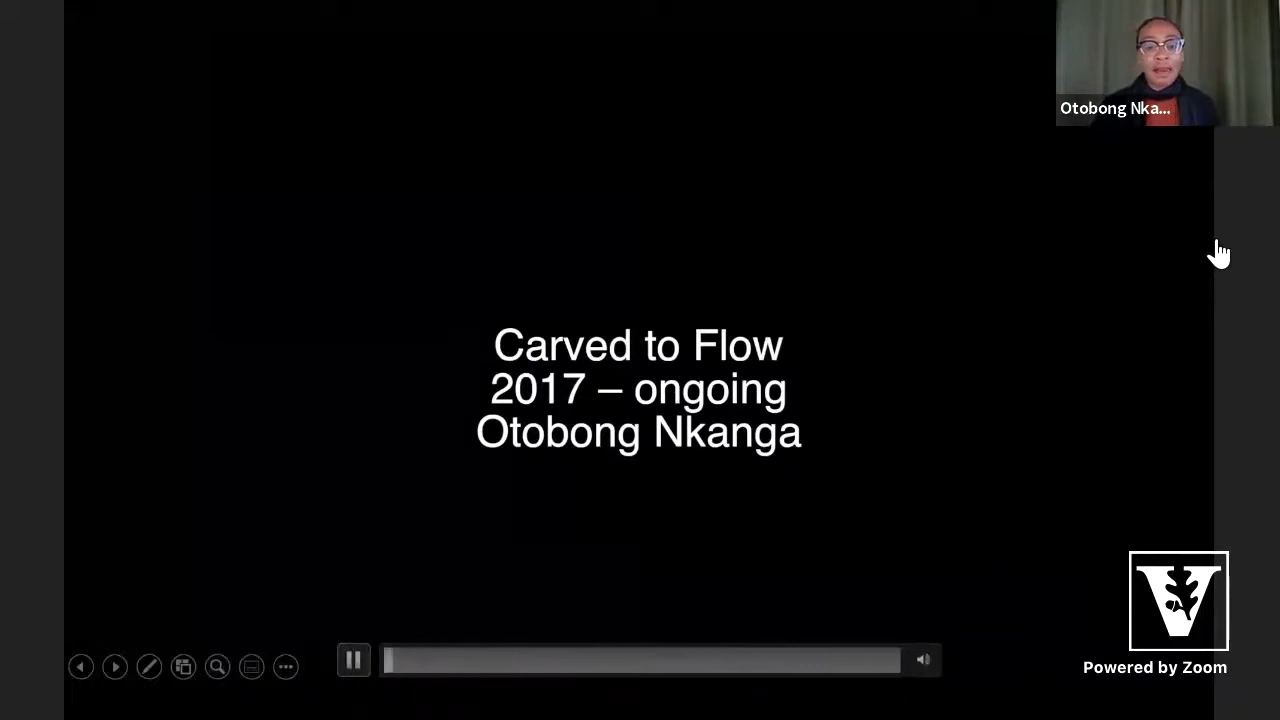 Otobong Nka...
Carved to Flow
2017 – ongoing
Otobong Nkanga
V
Powered by Zoom